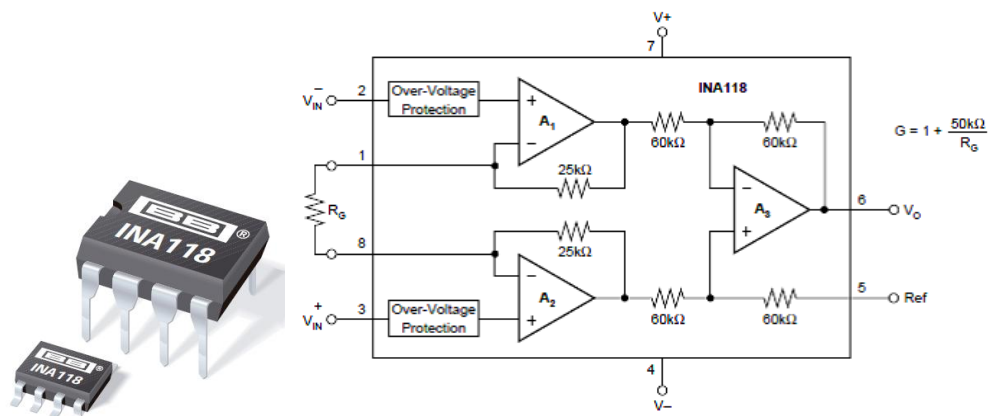 BB ®
INA118
BB ®
INA118
V+
7
INA118
V–IN
2
Over-Voltage
Protection
+
A1
–
60kΩ
60kΩ
G = 1 + 50kΩ
RG
1
25kΩ
RG
–
A3
+
6
VO
8
25kΩ
–
A2
+
5
Ref
V+IN
3
Over-Voltage
Protection
60kΩ
60kΩ
4
V–